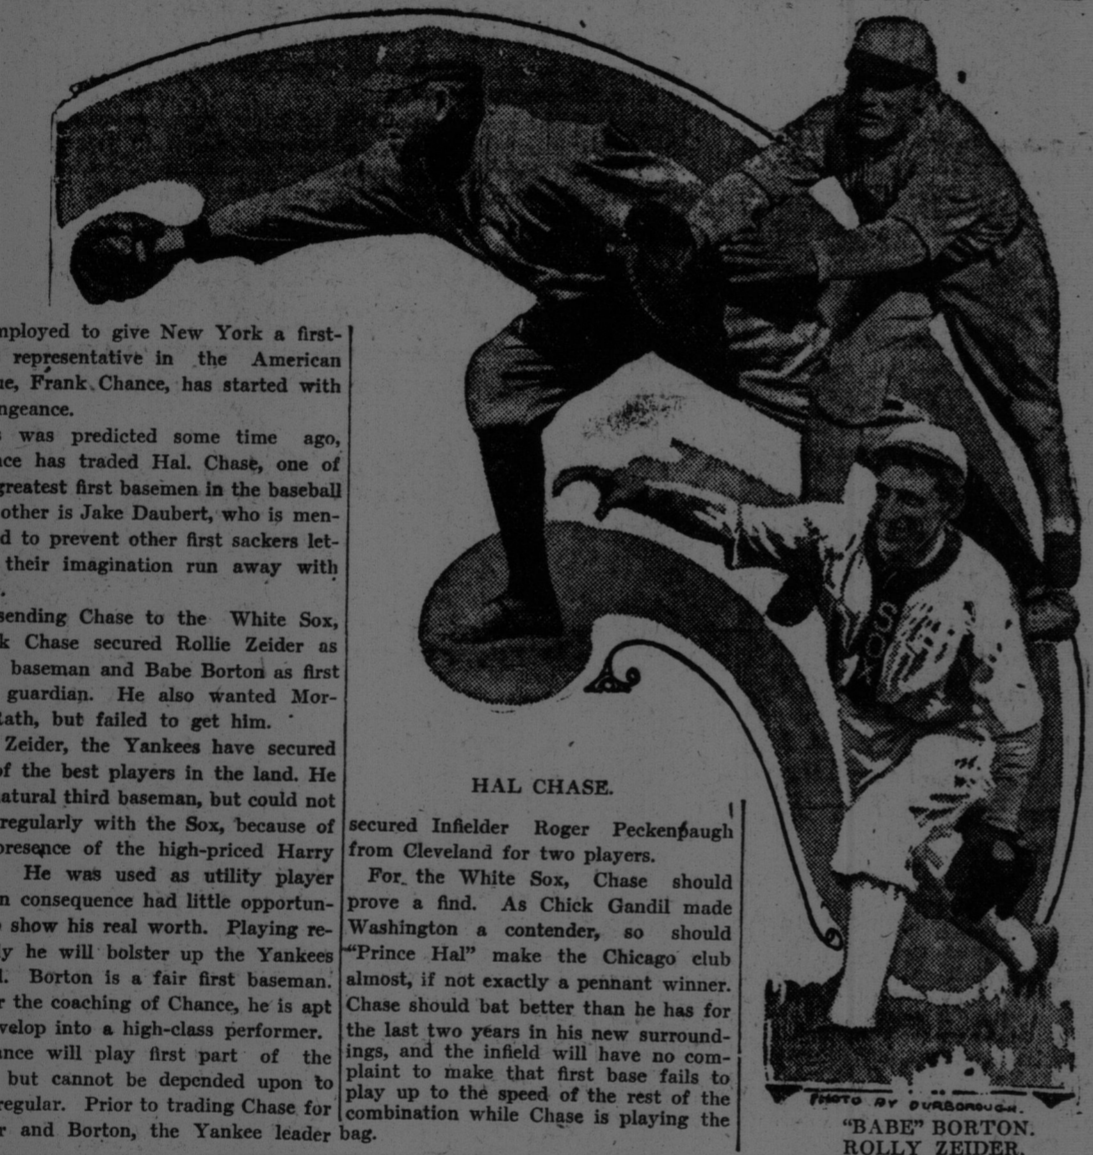 mployed to give New York a first-
representative in the American
ue, Frank Chance, has started with
ngeance.
s was predicted some time ago,
nce has traded Hal. Chase, one of
greatest first basemen in the baseball
other is Jake Daubert, who is men-
d to prevent other first sackers let-
their imagination run away with
.
sending Chase to the White Sox,
k Chase secured Rollie Zeider as
baseman and Babe Borton as first
guardian. He also wanted Mor-
Rath, but failed to get him.
Zeider, the Yankees have secured
of the best players in the land. He
atural third baseman, but could not
regularly with the Sox, because of
presence of the high-priced Harry
He was used as utility player
n consequence had little opportun-
o show his real worth. Playing re-
ly he will bolster up the Yankees
d. Borton is a fair first baseman.
r the coaching of Chance, he is apt
velop into a high-class performer.
ance will play first part of the
but cannot be depended upon to
regular. Prior to trading Chase for
r and Borton, the Yankee leader
HAL CHASE.
secured Infielder Roger Peckenpaugh
from Cleveland for two players.
For the White Sox, Chase should
prove a find. As Chick Gandil made
Washington a contender, so should
"Prince Hal" make the Chicago club
almost, if not exactly a pennant winner.
Chase should bat better than he has for
the last two years in his new surround-
ings, and the infield will have no com-
plaint to make that first base fails to
play up to the speed of the rest of the
combination while Chase is playing the
bag.
SOX
PHOTO BY DURBOROUGH.
"BABE" BORTON.
ROLLY ZEIDER.